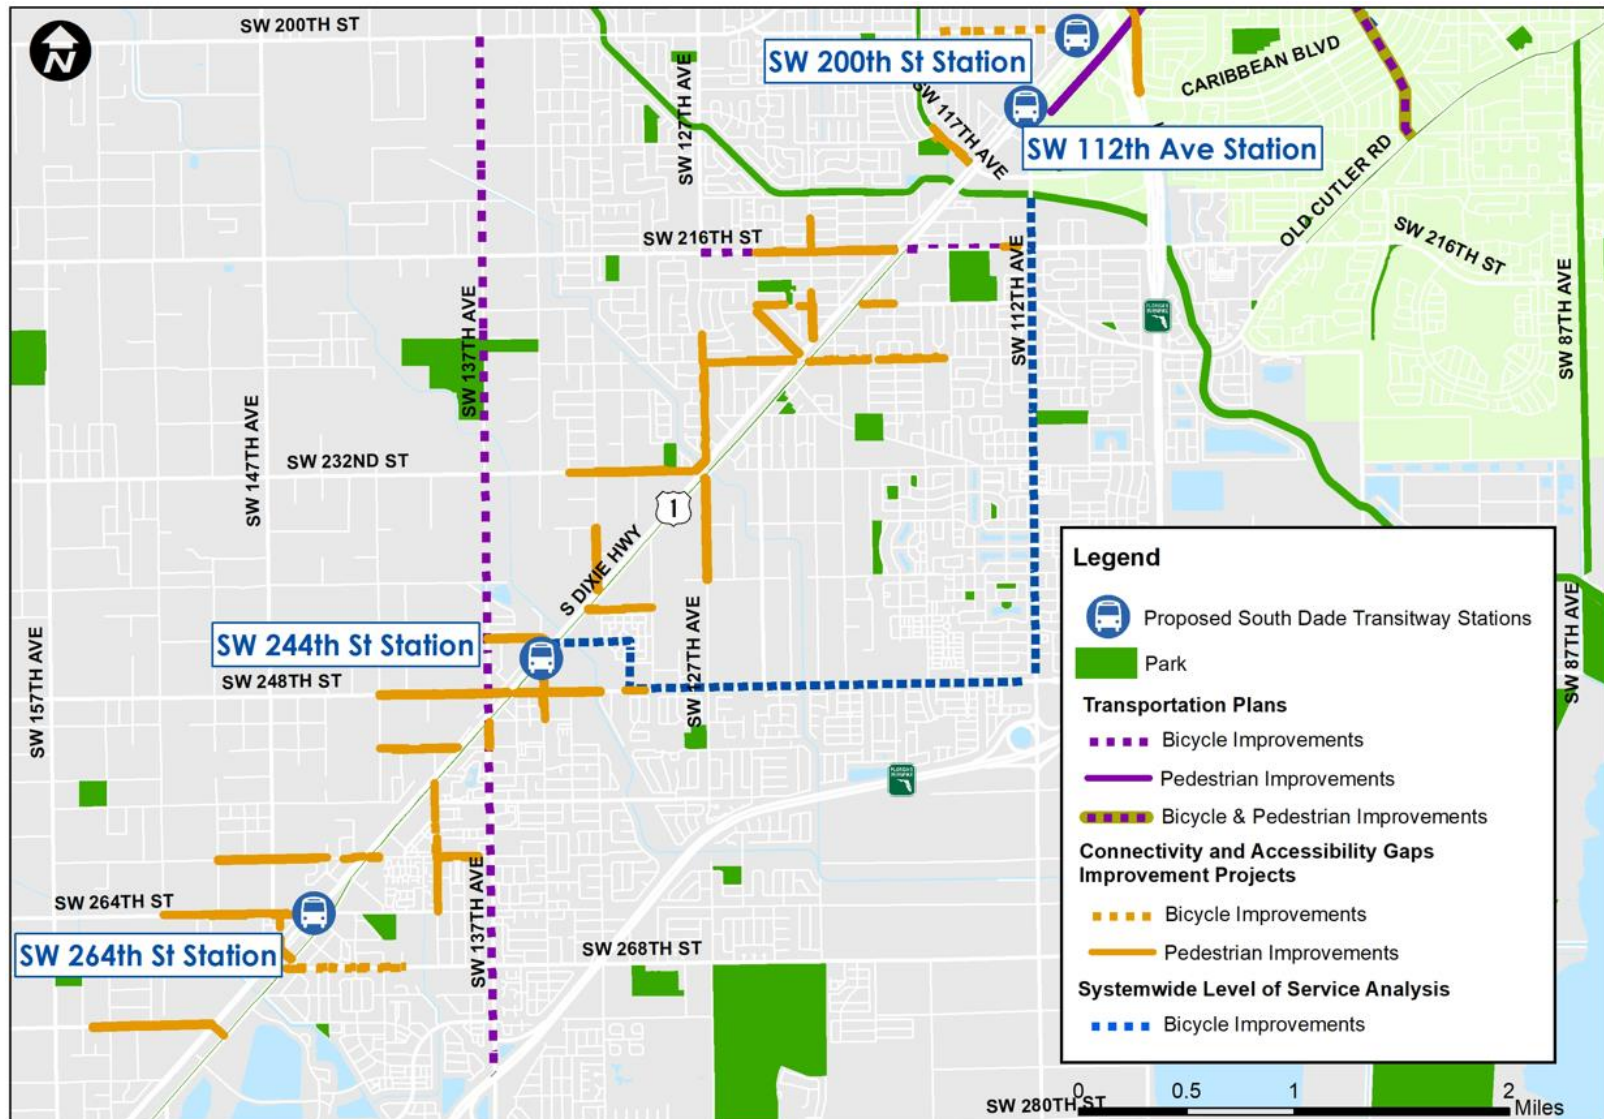 N
SW 200TH ST
SW 200th St Station
CARIBBEAN BLVD
SW 127TH AVE
SW 117TH AVE
SW 112th Ave Station
OLD CUTLER RD
SW 216TH ST
SW 216TH ST
SW 112TH AVE
SW 87TH AVE
SW 137TH AVE
SW 147TH AVE
SW 232ND ST
1
S DIXIE HWY
SW 244th St Station
SW 157TH AVE
SW 248TH ST
SW 127TH AVE
SW 87TH AVE
SW 137TH AVE
SW 264TH ST
SW 264th St Station
SW 268TH ST
SW 280TH ST
Legend
Proposed South Dade Transitway Stations
Park
Transportation Plans
Bicycle Improvements
Pedestrian Improvements
Bicycle & Pedestrian Improvements
Connectivity and Accessibility Gaps
Improvement Projects
Bicycle Improvements
Pedestrian Improvements
Systemwide Level of Service Analysis
Bicycle Improvements
0 0.5 1 2
Miles